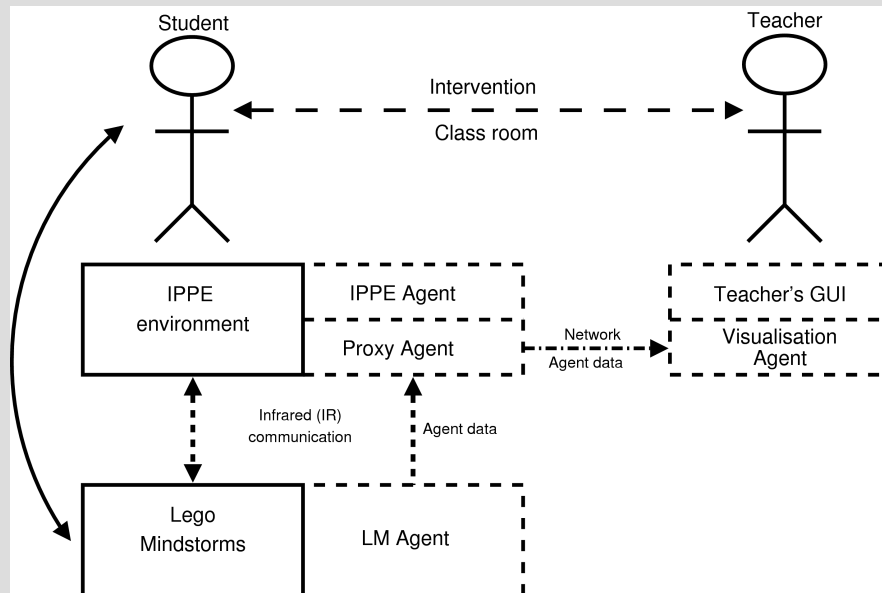 Student
Teacher
Intervention
Class room
IPPE
environment
IPPE Agent
Proxy Agent
Network
Agent data
Teacher's GUI
Visualisation
Agent
Infrared (IR)
communication
Agent data
Lego
Mindstorms
LM Agent